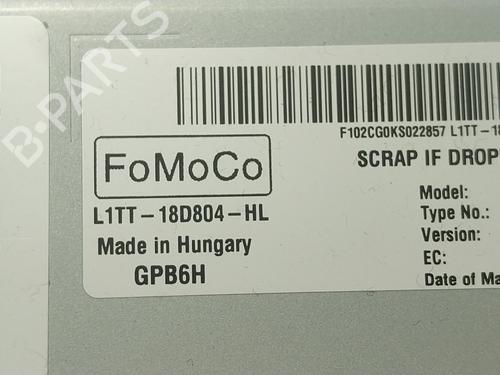 B-PARTS
F102CG0KS022857 L1TT-18
FoMoCo
SCRAP IF DROP
L1TT-18D804-HL
Made in Hungary
GPB6H
Model:
Type No.:
Version:
EC:
Date of Ma